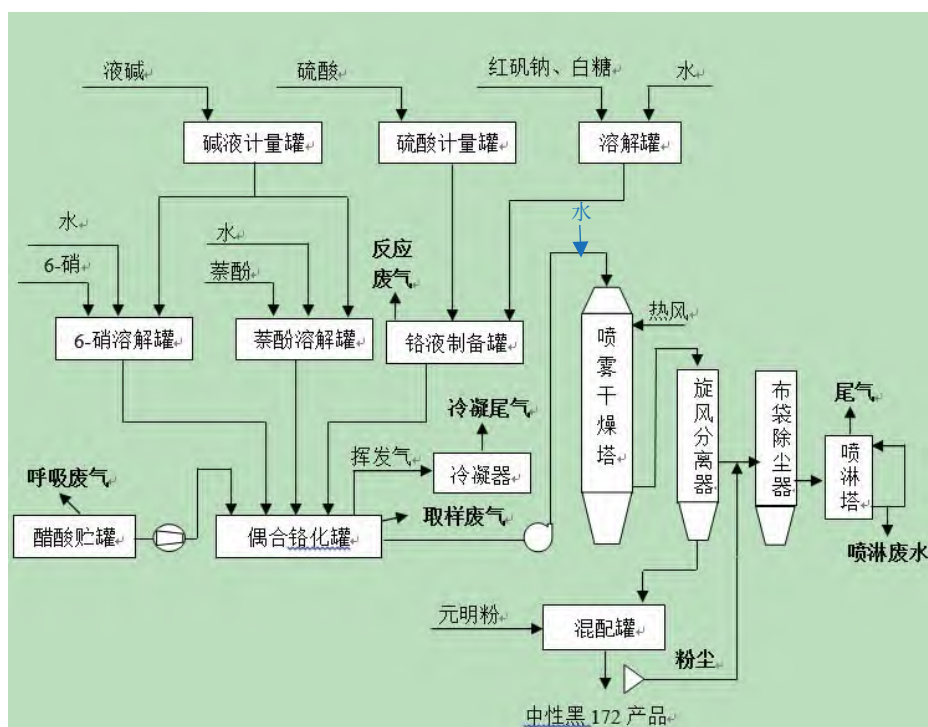 液碱
硫酸
红矾钠、白糖
水
碱液计量罐
硫酸计量罐
溶解罐
水
水
6-硝
水
萘酚
反应
废气
热风
6-硝溶解罐
萘酚溶解罐
铬液制备罐
喷雾干燥塔
旋风分离器
布袋除尘器
尾气
喷淋塔
冷凝尾气
挥发气
冷凝器
呼吸废气
取样废气
醋酸贮罐
偶合铬化罐
喷淋废水
元明粉
混配罐
粉尘
中性黑 172 产品